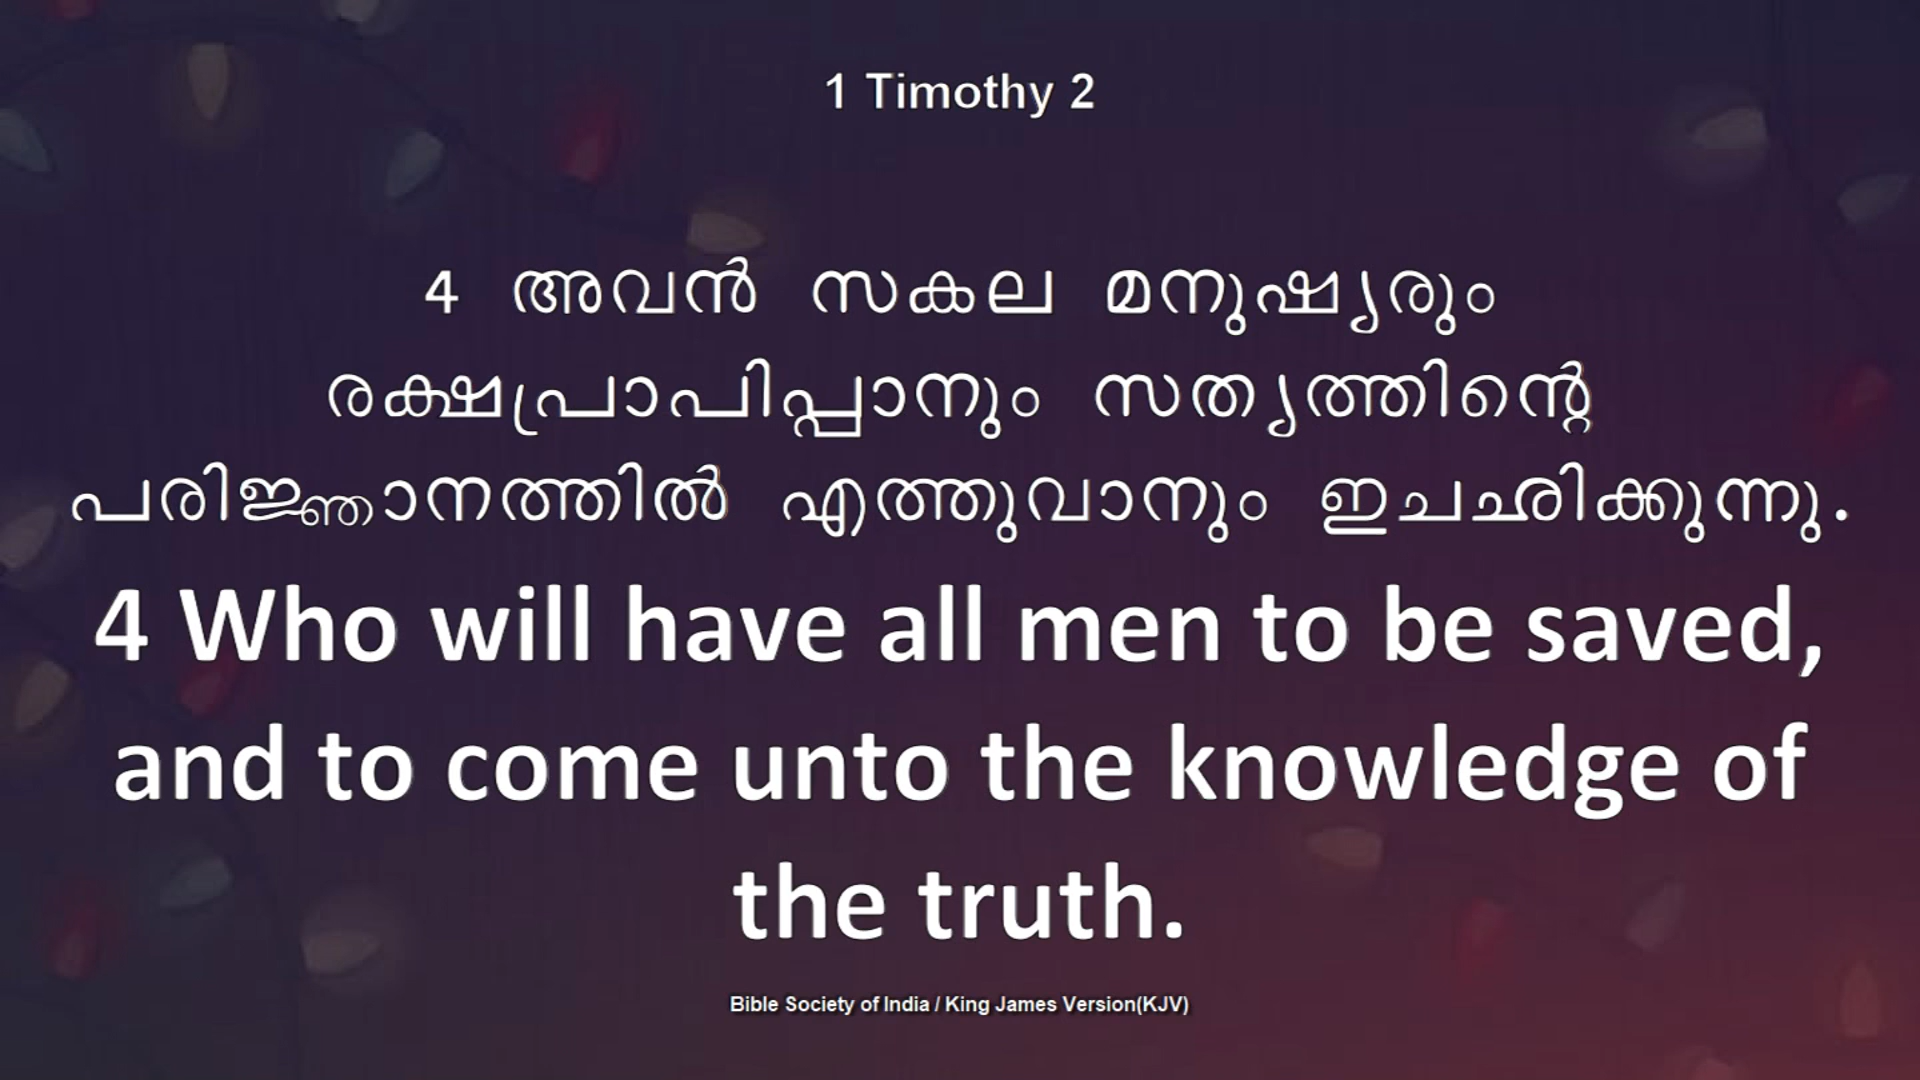 1 Timothy 2
4 അവൻ സകല മനുഷ്യരും
രക്ഷപ്രാപിപ്പാനും സത്യത്തിന്റെ
പരിജ്ഞാനത്തിൽ എത്തുവാനും ഇചഛിക്കുന്നു.
4 Who will have all men to be saved,
and to come unto the knowledge of
the truth.
Bible Society of India / King James Version(KJV)